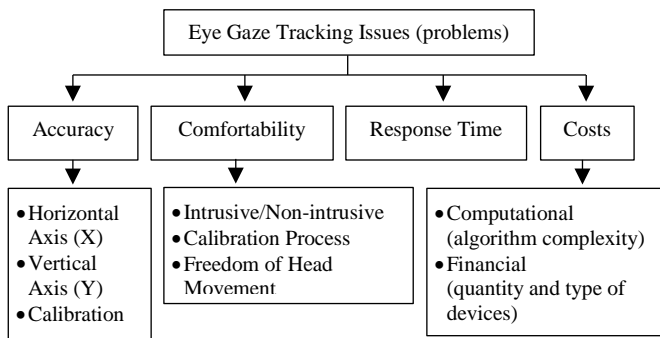 Eye Gaze Tracking Issues (problems)
Accuracy
Comfortability
Response Time
Costs
•Horizontal
Axis (X)
•Vertical
Axis (Y)
•Calibration
•Intrusive/Non-intrusive
•Calibration Process
•Freedom of Head
Movement
•Computational
(algorithm complexity)
•Financial
(quantity and type of
devices)